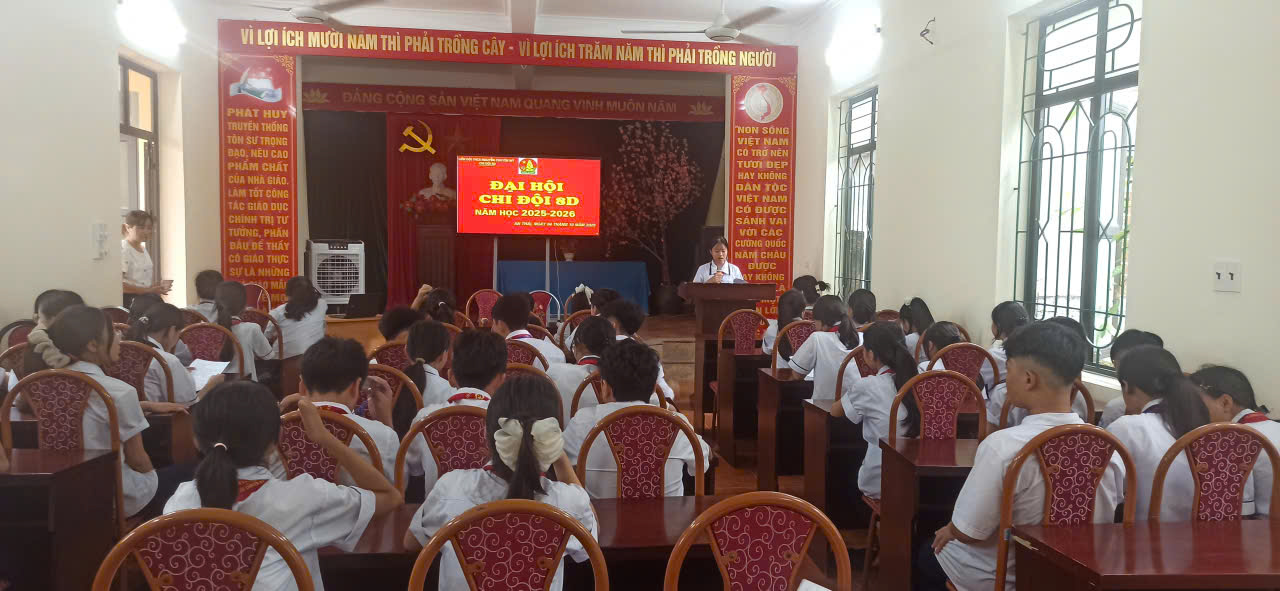 VÌ LỢI ÍCH MƯỜI NĂM THÌ PHẢI TRỒNG CÂY - VÌ LỢI ÍCH TRĂM NĂM THÌ PHẢI TRỒNG NGƯỜI
ĐẢNG CỘNG SẢN VIỆT NAM QUANG VINH MUÔN NĂM
PHÁT HUY
TRUYỀN THỐNG
TÔN SƯ TRỌNG
ĐẠO, NÊU CAO
PHẨM CHẤT
CỦA NHÀ GIÁO.
LÀM TỐT CÔNG
TÁC GIÁO DỤC
CHÍNH TRỊ TƯ
TƯỞNG, PHẤN
ĐẤU ĐỂ THẦY
CÔ GIÁO THỰC
SỰ LÀ NHỮNG
ĐẠI HỘI
CHI ĐỘI 8D
NĂM HỌC 2025-2026
"NON SÔNG
VIỆT NAM
CÓ TRỞ NÊN
TƯƠI ĐẸP
HAY KHÔNG
DÂN TỘC
VIỆT NAM
CÓ ĐƯỢC
SÁNH VAI
VỚI CÁC
CƯỜNG QUỐC
NĂM CHÂU
ĐƯỢC
HAY KHÔNG